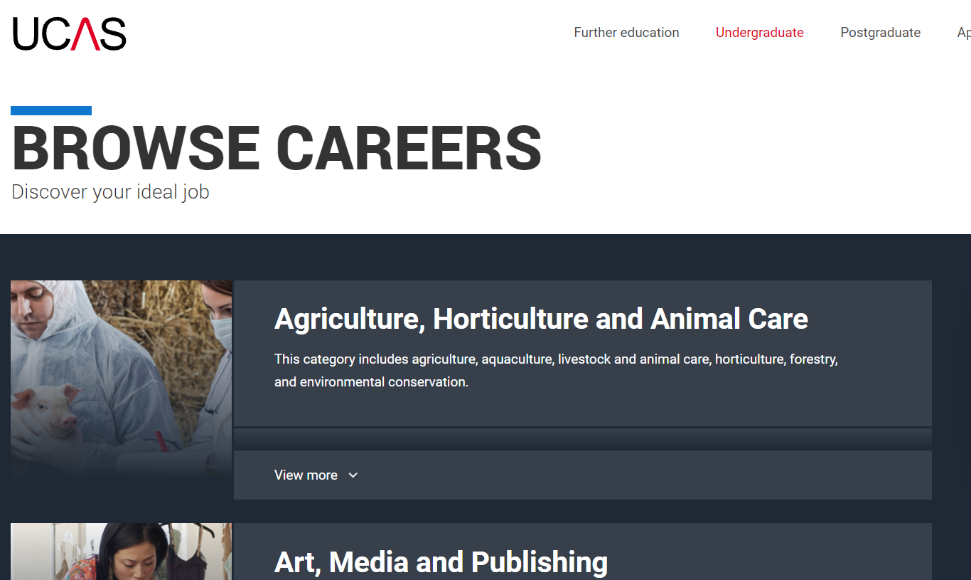 UCAS
Further education
Undergraduate
Postgraduate
BROWSE CAREERS
Discover your ideal job
Agriculture, Horticulture and Animal Care
This category includes agriculture, aquaculture, livestock and animal care, horticulture, forestry,
and environmental conservation.
View more
Art, Media and Publishing